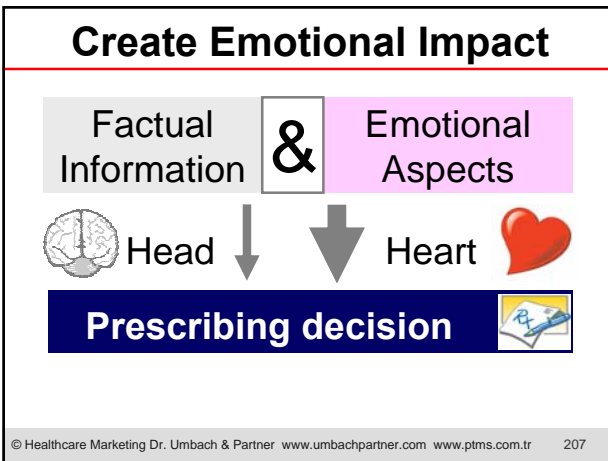 Create Emotional Impact
Factual
Information
&
Emotional
Aspects
Head
Heart
Prescribing decision
Rx
© Healthcare Marketing Dr. Umbach & Partner www.umbachpartner.com www.ptms.com.tr 207